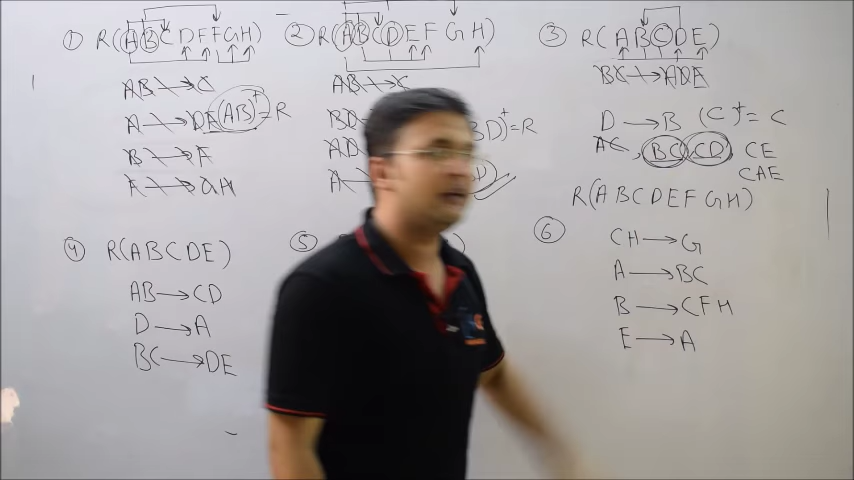 ① R(ABCDEFGH)
AB→C
A→DE (AB)⁺=R
B→F
F→GH
② R(ABCDEFGH)
AB→C
BD
BD)⁺=R
AD
A→
③ R(ABCDE)
BC→ADE
D→B (C)⁺=C
AC, BC, CD CE
CAE
④ R(ABCDE)
AB→CD
D→A
BC→DE
⑤
R(ABCDEFGH)
⑥
CH→G
A→BC
B→CFH
E→A